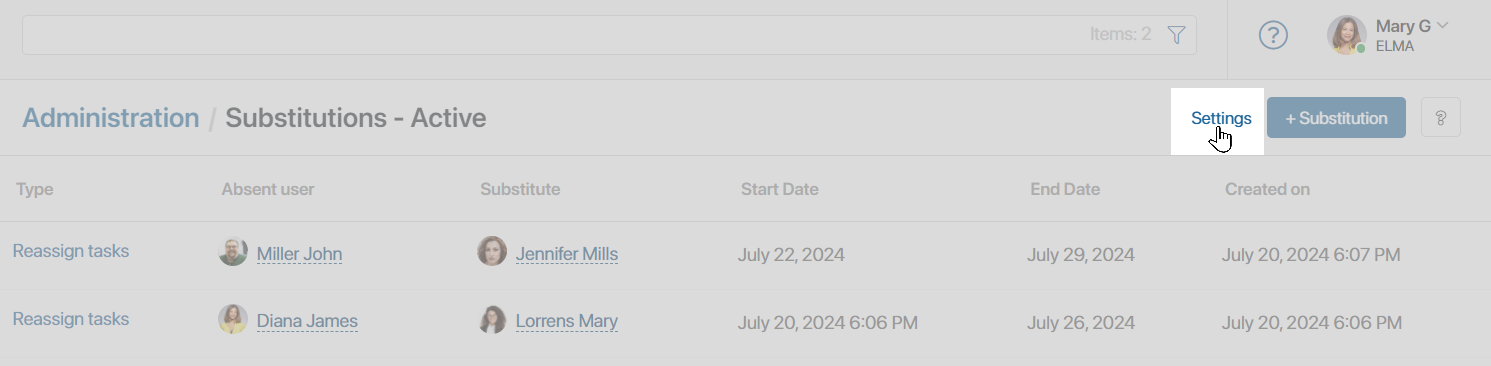 Items: 2
?
Mary G
ELMA
Administration / Substitutions - Active
Settings
+ Substitution
?
Type Absent user Substitute Start Date End Date Created on
Reassign tasks Miller John Jennifer Mills July 22, 2024 July 29, 2024 July 20, 2024 6:07 PM
Reassign tasks Diana James Lorrens Mary July 20, 2024 6:06 PM July 26, 2024 July 20, 2024 6:06 PM